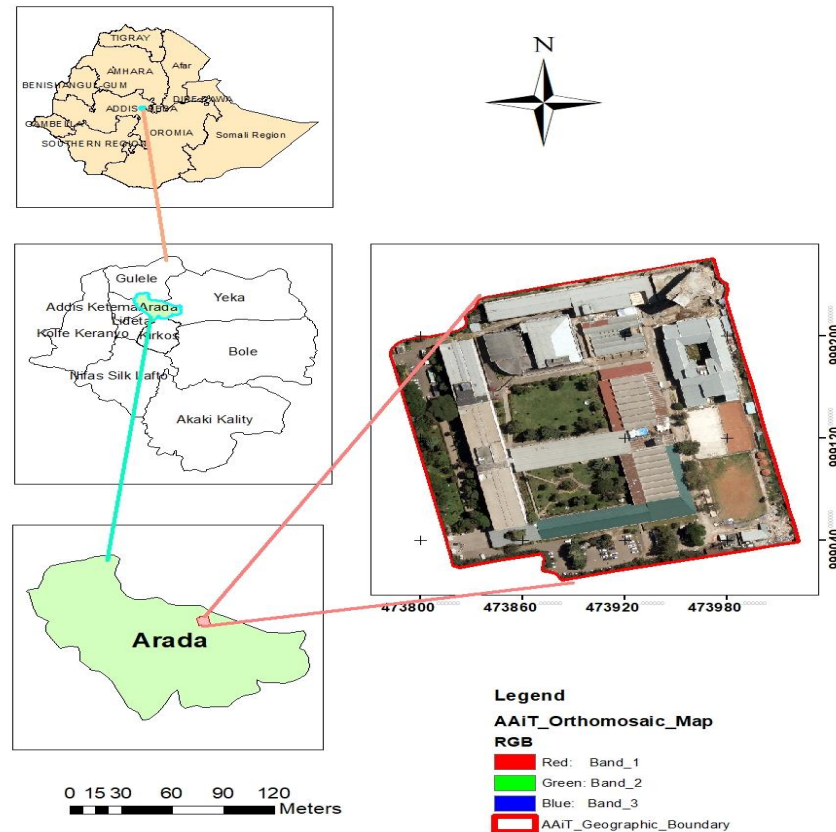 TIGRAY
Afar
AMHARA
BENISHANGUL-GUM
DIRE DAWA
ADDIS ABEBA
GAMBELLA
OROMIA
Somali Region
SOUTHERN REGION
N
Gulele
Yeka
Addis Ketema
Arada
Lideta
Kolfe Keranyo
Kirkos
Bole
Nifas Silk Lafto
Akaki Kality
Arada
473800
473860
473920
473980
Legend
AAiT_Orthomosaic_Map
RGB
Red: Band_1
Green: Band_2
Blue: Band_3
AAiT_Geographic_Boundary
0 15 30 60 90 120
Meters